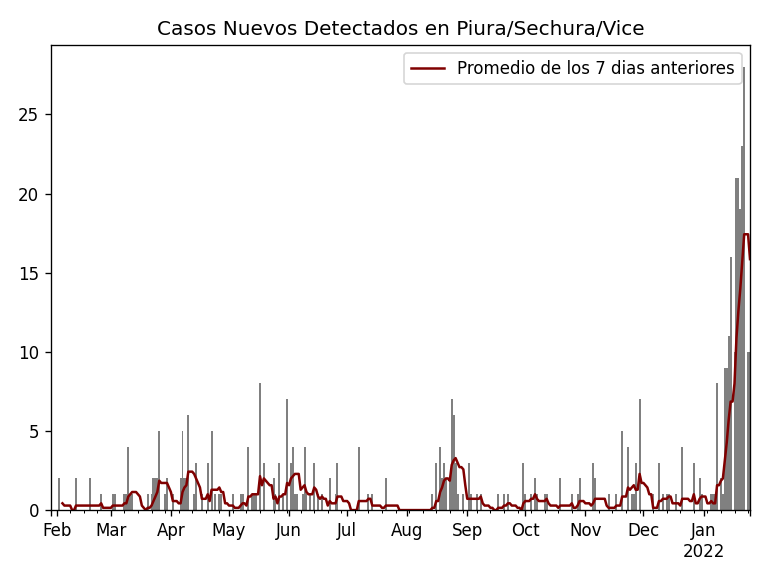 Casos Nuevos Detectados en Piura/Sechura/Vice
Promedio de los 7 dias anteriores
25
20
15
10
5
0
Feb Mar Apr May Jun Jul Aug Sep Oct Nov Dec Jan
2022